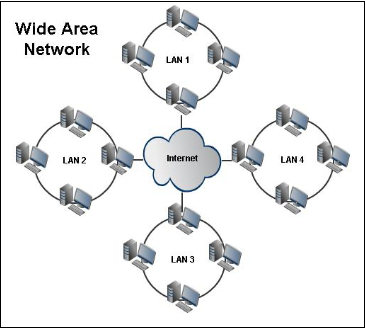 Wide Area
Network
LAN 1
LAN 2
Internet
LAN 4
LAN 3